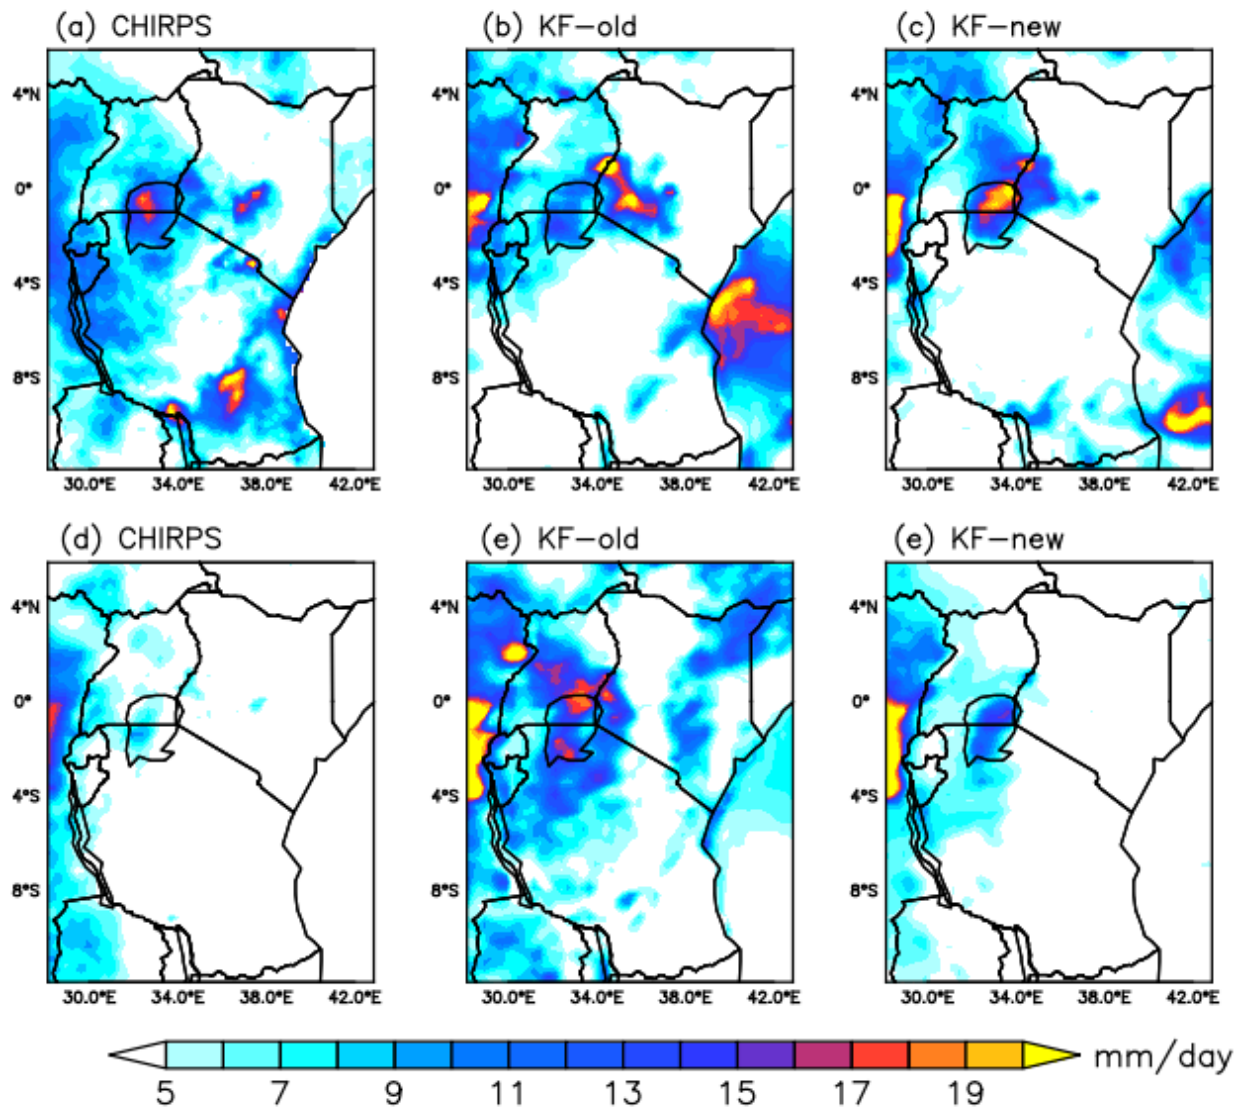 (a) CHIRPS (b) KF-old (c) KF-new
4°N 4°N 4°N
0° 0° 0°
4°S 4°S 4°S
8°S 8°S 8°S
30.0°E 34.0°E 38.0°E 42.0°E 30.0°E 34.0°E 38.0°E 42.0°E 30.0°E 34.0°E 38.0°E 42.0°E
(d) CHIRPS (e) KF-old (e) KF-new
4°N 4°N 4°N
0° 0° 0°
4°S 4°S 4°S
8°S 8°S 8°S
30.0°E 34.0°E 38.0°E 42.0°E 30.0°E 34.0°E 38.0°E 42.0°E 30.0°E 34.0°E 38.0°E 42.0°E
mm/day
5 7 9 11 13 15 17 19